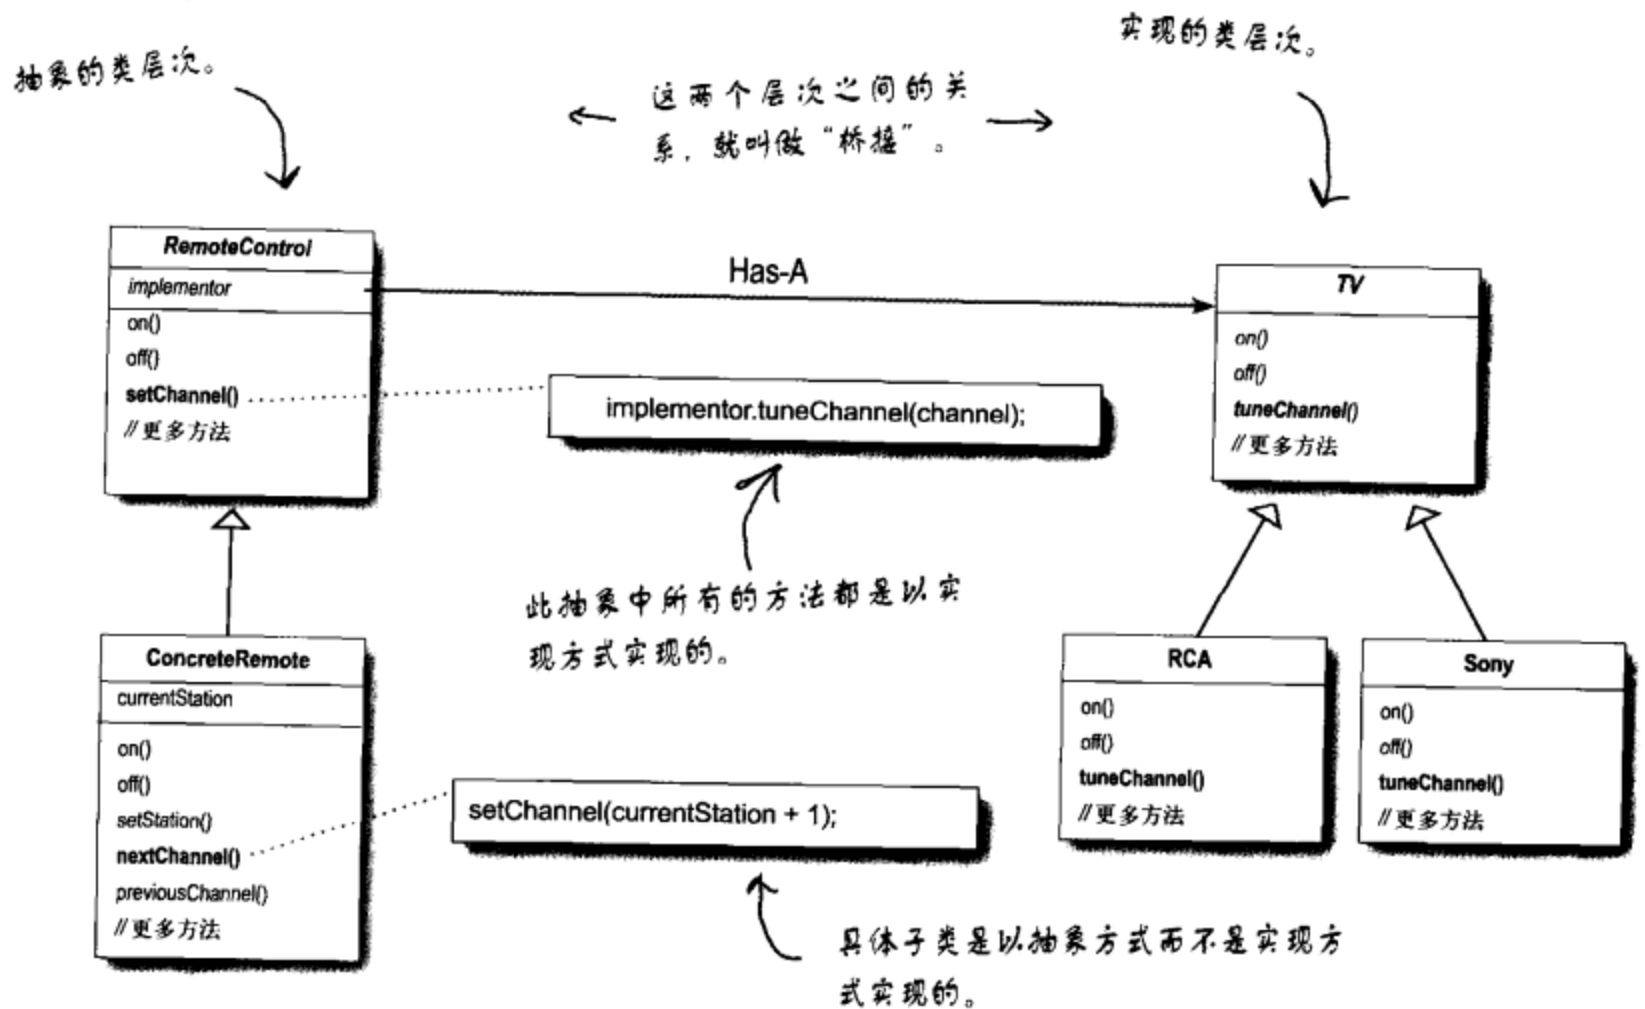 抽象的类层次。
这两个层次之间的关
系，就叫做“桥接”。
实现的类层次。
RemoteControl
implementor
on()
off()
setChannel()
//更多方法
Has-A
implementor.tuneChannel(channel);
TV
on()
off()
tuneChannel()
//更多方法
此抽象中所有的方法都是以实
现方式实现的。
ConcreteRemote
currentStation
on()
off()
setStation()
nextChannel()
previousChannel()
//更多方法
setChannel(currentStation + 1);
RCA
on()
off()
tuneChannel()
//更多方法
Sony
on()
off()
tuneChannel()
//更多方法
具体子类是以抽象方式而不是实现方
式实现的。